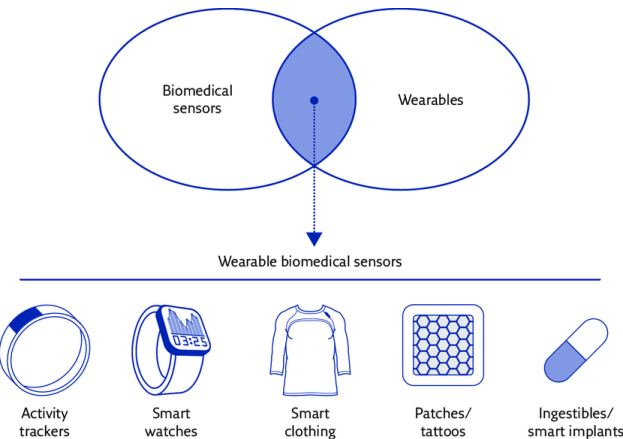 Biomedical
sensors
Wearables
Wearable biomedical sensors
03:25
Activity
trackers
Smart
watches
Smart
clothing
Patches/
tattoos
Ingestibles/
smart implants